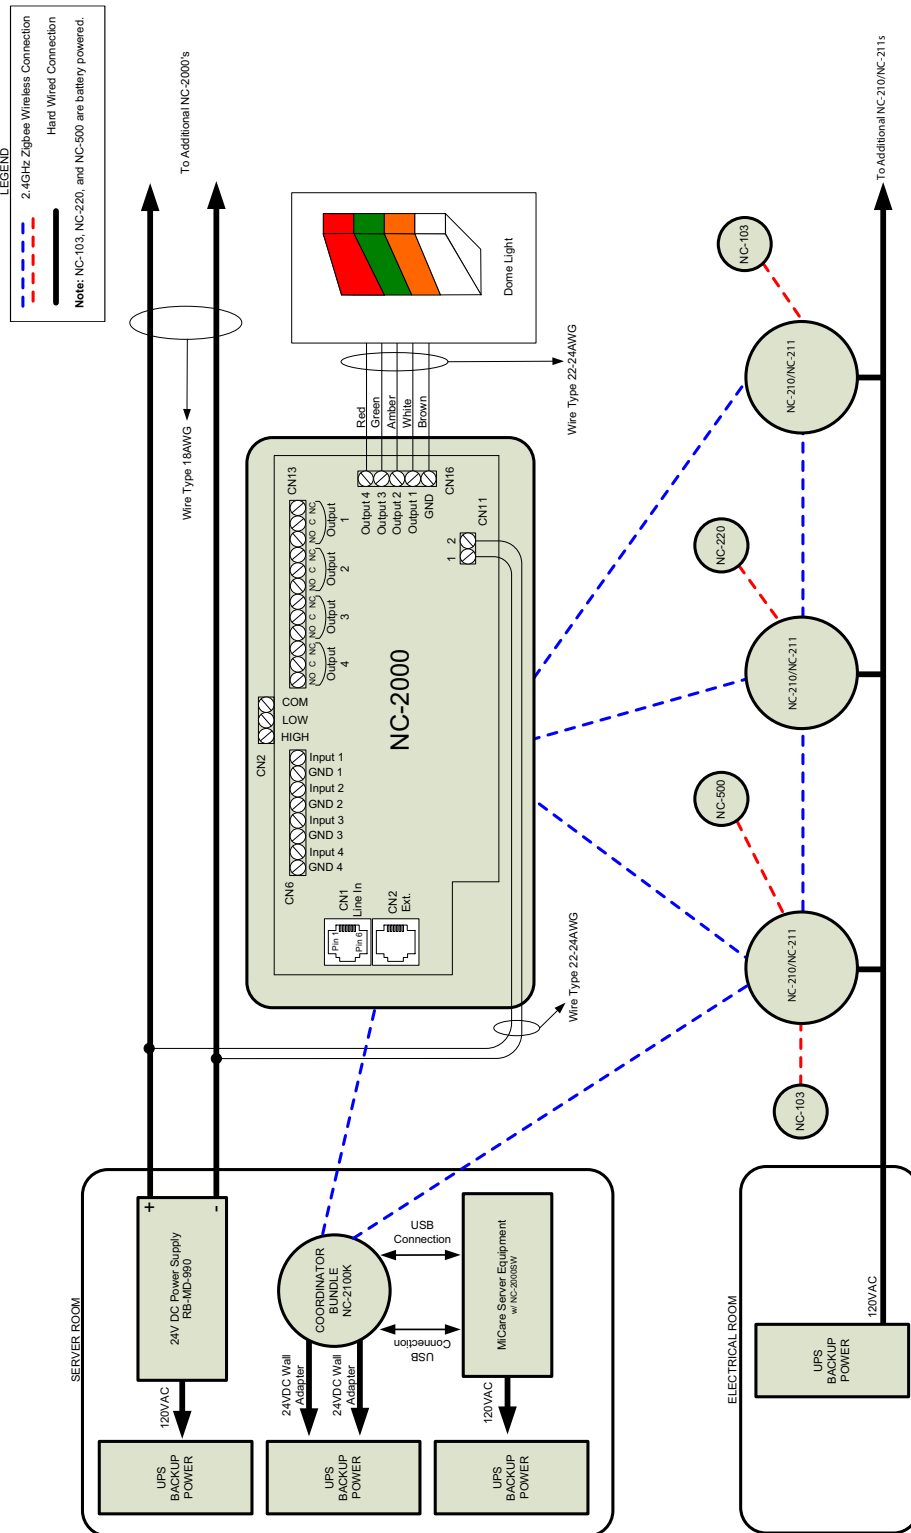 LEGEND
2.4GHz Zigbee Wireless Connection
Hard Wired Connection
Note: NC-103, NC-220, and NC-500 are battery powered.
To Additional NC-2000's
To Additional NC-210/NC-211s
Wire Type 18AWG
Dome Light
Wire Type 22-24AWG
Red
Green
Amber
White
Brown
CN13
NC
C
NO
Output
1
NC
C
NO
Output
2
NC
C
NO
Output
3
NC
C
NO
Output
4
Output 4
Output 3
Output 2
Output 1
GND
CN16
CN11
1 2
NC-2000
COM
LOW
HIGH
CN2
Input 1
GND 1
Input 2
GND 2
Input 3
GND 3
Input 4
GND 4
CN6
CN1
Line In
Pin 1
Pin 6
CN2
Ext.
Wire Type 22-24AWG
NC-103
NC-210/NC-211
NC-220
NC-210/NC-211
NC-500
NC-210/NC-211
NC-103
SERVER ROOM
+
-
24V DC Power Supply
RB-MD-990
120VAC
UPS
BACKUP
POWER
COORDINATOR
BUNDLE
NC-2100K
24VDC Wall
Adapter
24VDC Wall
Adapter
UPS
BACKUP
POWER
USB
Connection
USB
Connection
MiCare Server Equipment
w/ NC-2000SW
120VAC
UPS
BACKUP
POWER
ELECTRICAL ROOM
120VAC
UPS
BACKUP
POWER